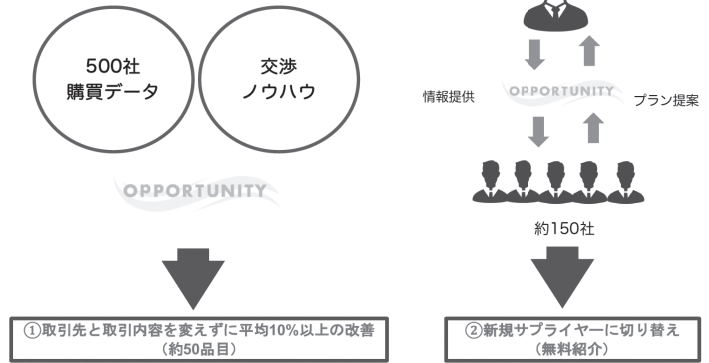 500社
購買データ
交渉
ノウハウ
OPPORTUNITY
①取引先と取引内容を変えずに平均10%以上の改善
（約50品目）
情報提供
OPPORTUNITY
プラン提案
約150社
②新規サプライヤーに切り替え
（無料紹介）